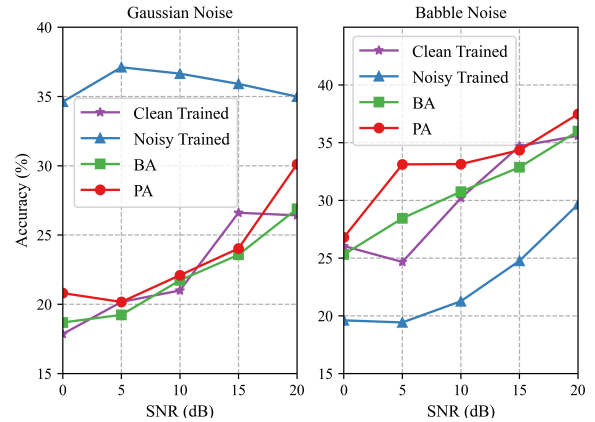 Gaussian Noise
40
35
30
25
20
15
0
5
10
15
20
Accuracy (%)
SNR (dB)
Clean Trained
Noisy Trained
BA
PA
Babble Noise
40
35
30
25
20
15
0
5
10
15
20
SNR (dB)
Clean Trained
Noisy Trained
BA
PA